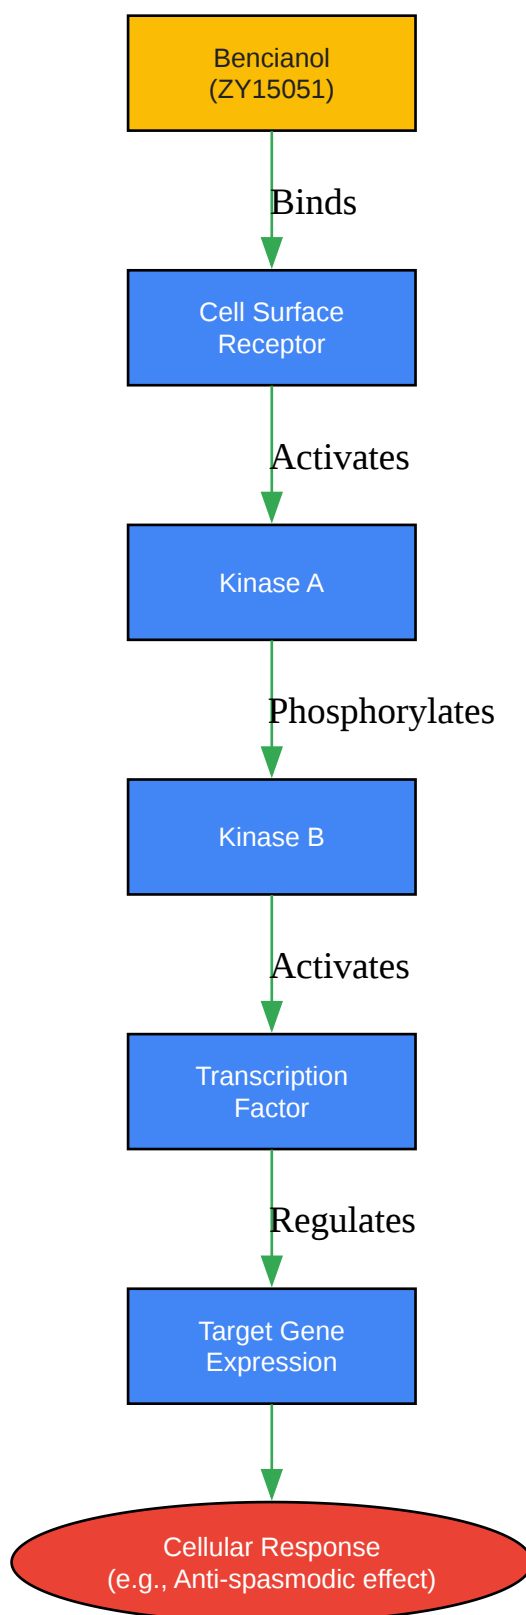 Bencianol
(ZY15051)
Binds
Cell Surface
Receptor
Activates
Kinase A
Phosphorylates
Kinase B
Activates
Transcription
Factor
Regulates
Target Gene
Expression
Cellular Response
(e.g., Anti-spasmodic effect)